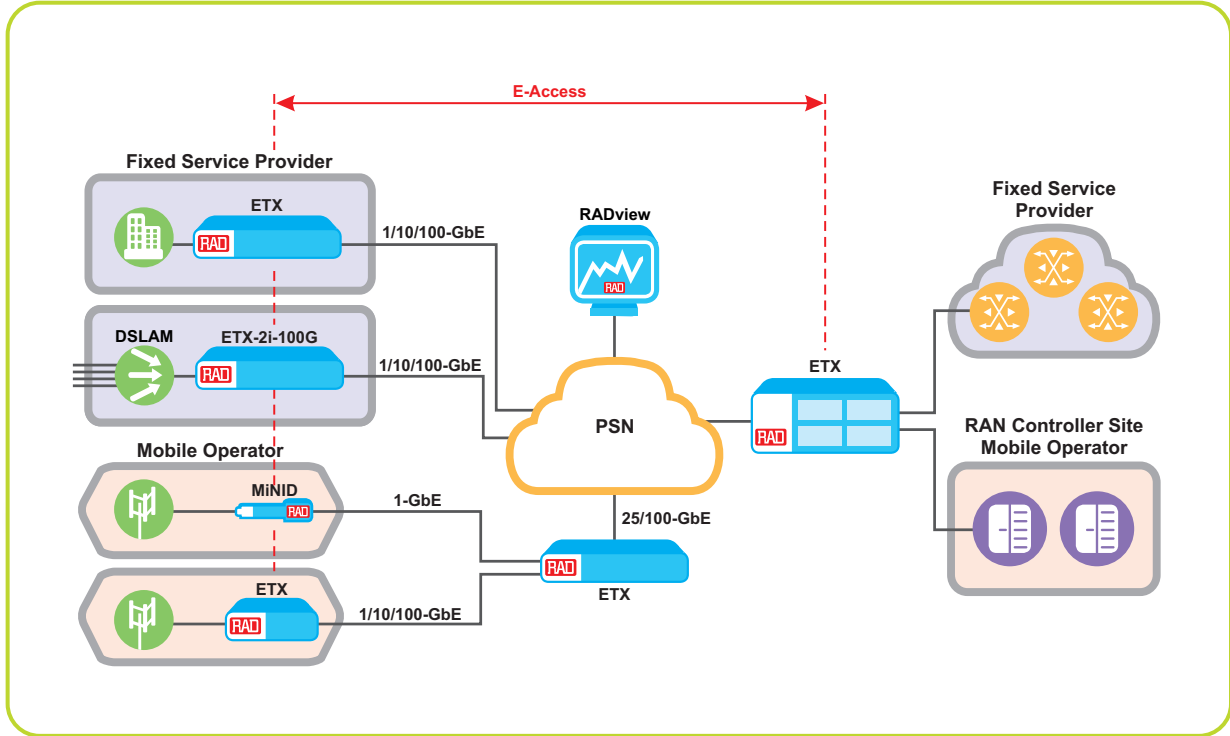 E-Access
Fixed Service Provider
ETX
RAD
1/10/100-GbE
DSLAM
ETX-2i-100G
RAD
1/10/100-GbE
Mobile Operator
MiNID
RAD
1-GbE
ETX
RAD
1/10/100-GbE
RADview
RAD
PSN
25/100-GbE
RAD
ETX
ETX
RAD
Fixed Service
Provider
RAN Controller Site
Mobile Operator